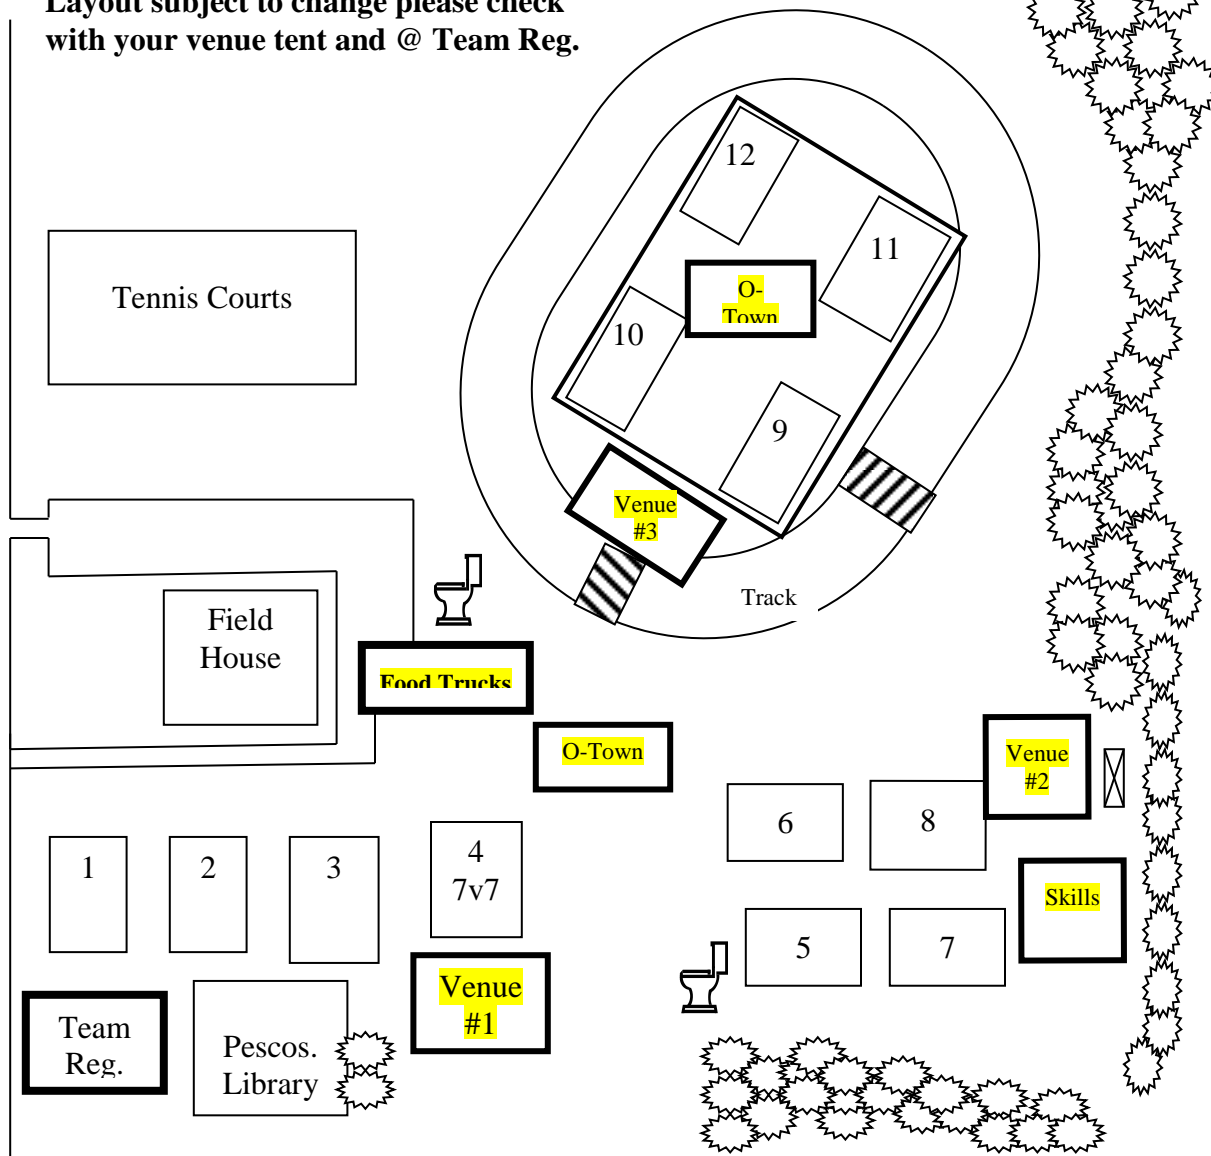 Layout subject to change please check
with your venue tent and @ Team Reg.
12
11
O-
Town
10
9
Tennis Courts
Venue
#3
Track
Field
House
Food Trucks
O-Town
Venue
#2
6
8
1
2
3
4
7v7
Skills
5
7
Venue
#1
Team
Reg.
Pescos.
Library